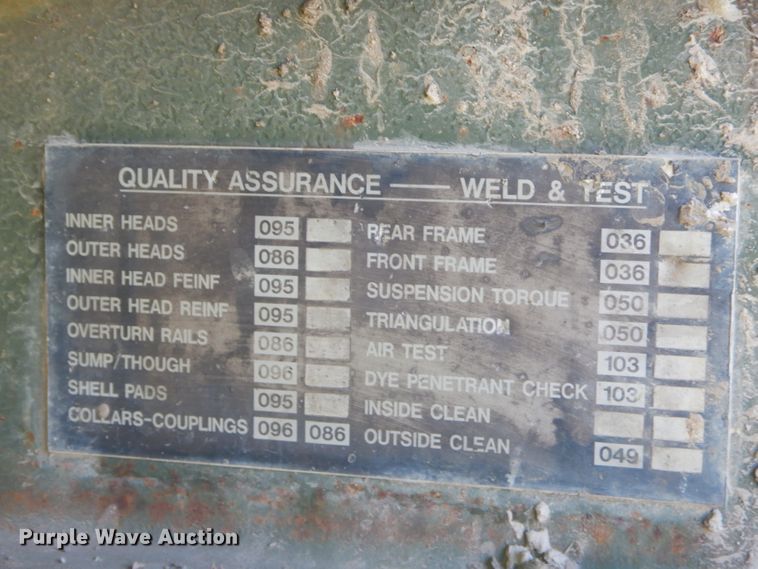 QUALITY ASSURANCE — WELD & TEST
INNER HEADS 095
OUTER HEADS 086
INNER HEAD FEINF 095
OUTER HEAD REINF 095
OVERTURN RAILS 086
SUMP/THOUGH 096
SHELL PADS 095
COLLARS-COUPLINGS 096 086
REAR FRAME 036
FRONT FRAME 036
SUSPENSION TORQUE 050
TRIANGULATION 050
AIR TEST 103
DYE PENETRANT CHECK 103
INSIDE CLEAN
OUTSIDE CLEAN 049
Purple Wave Auction